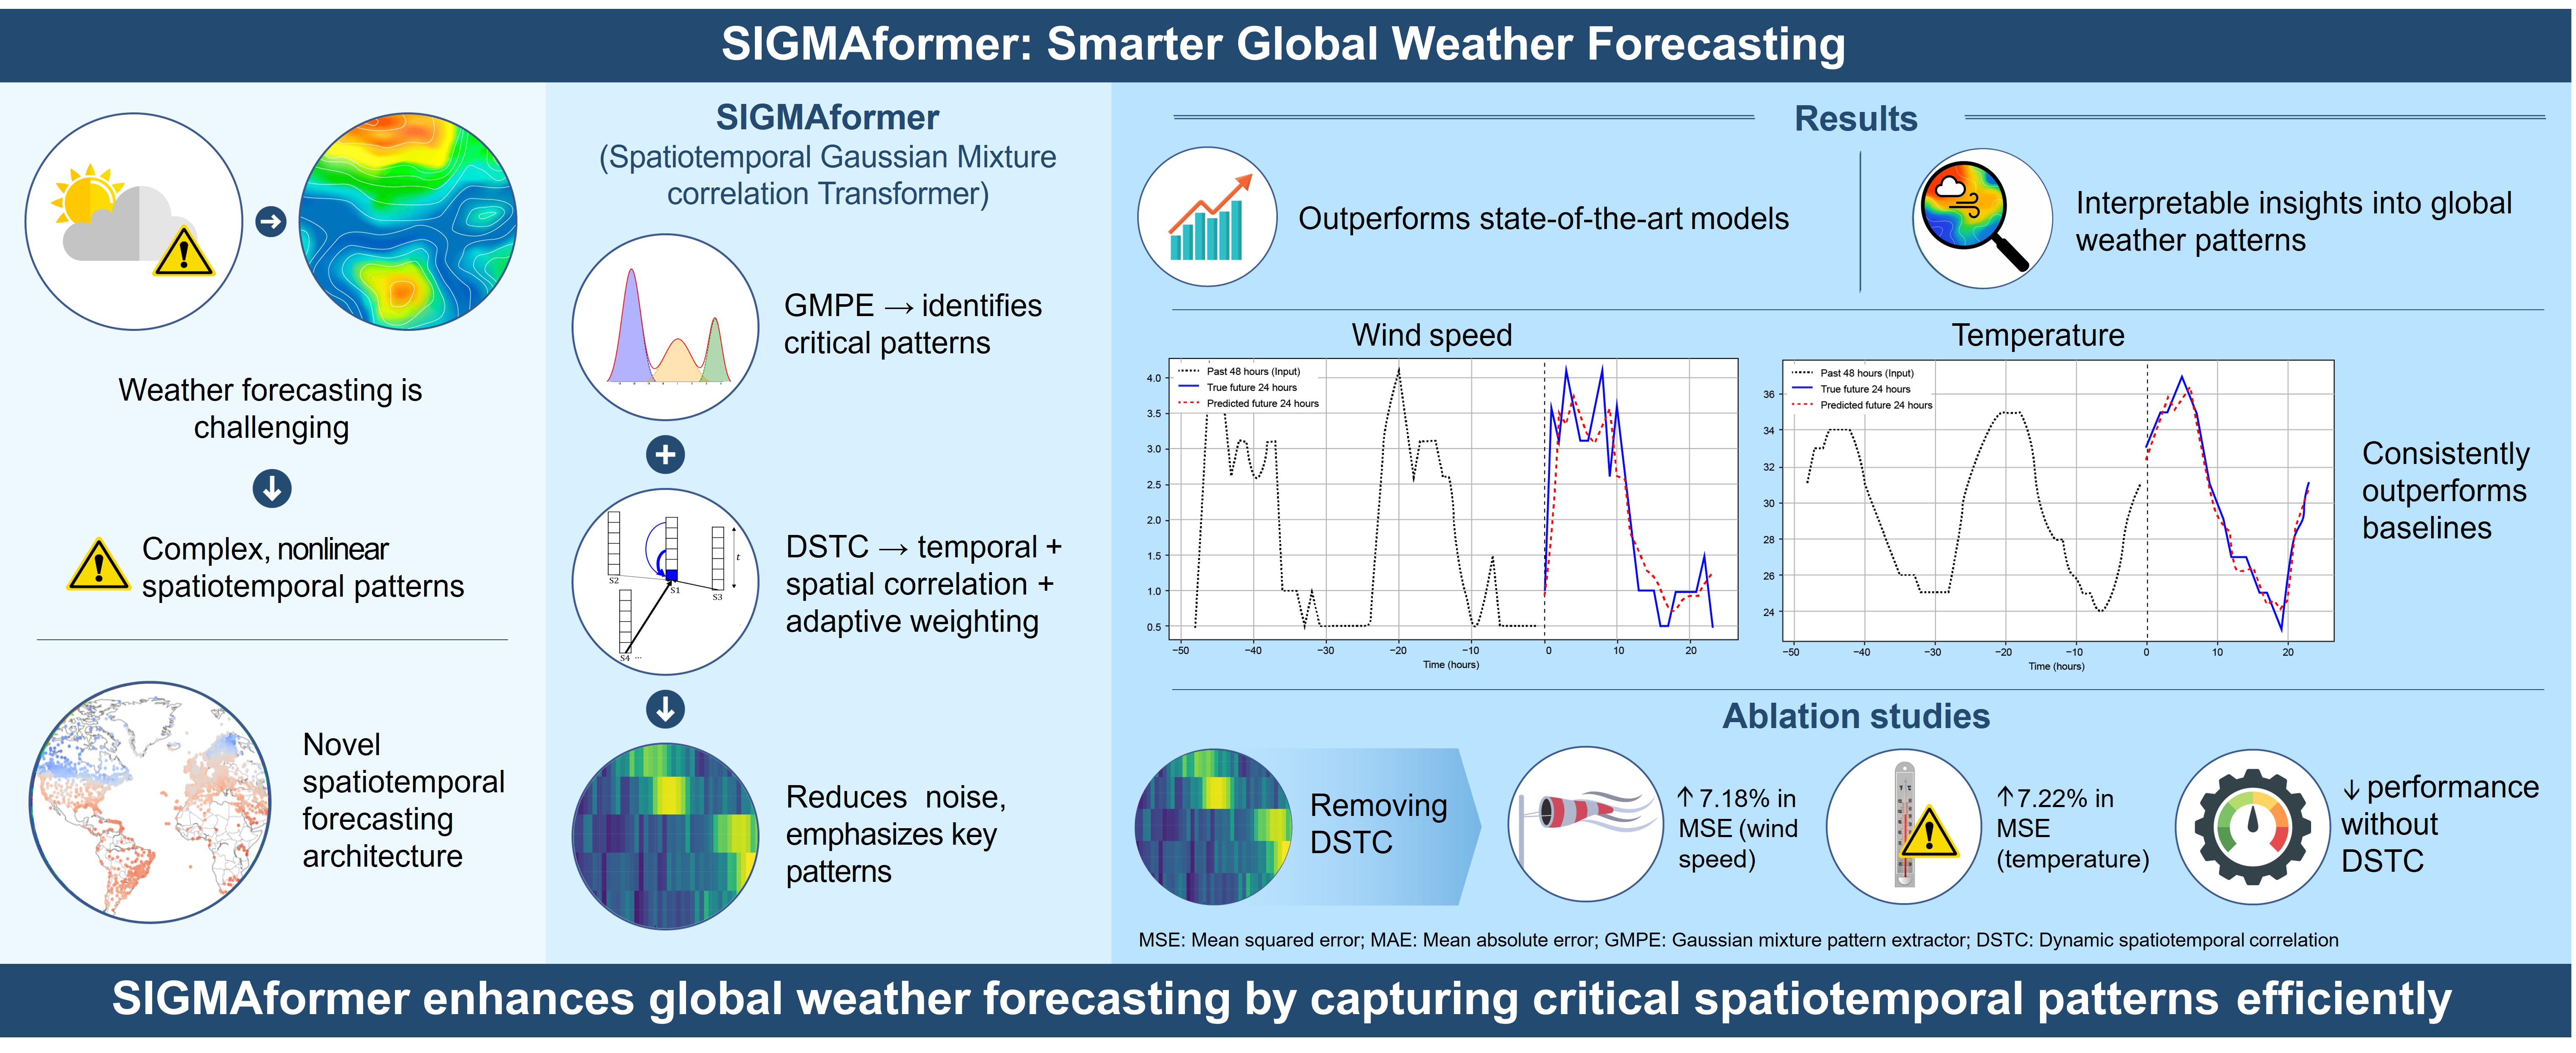 SIGMAformer: Smarter Global Weather Forecasting
Weather forecasting is
challenging
Complex, nonlinear
spatiotemporal patterns
Novel
spatiotemporal
forecasting
architecture
SIGMAformer
(Spatiotemporal Gaussian Mixture
correlation Transformer)
GMPE → identifies
critical patterns
S2
S1
S3
t
S4 ...
DSTC → temporal +
spatial correlation +
adaptive weighting
Reduces noise,
emphasizes key
patterns
Results
Outperforms state-of-the-art models
Interpretable insights into global
weather patterns
Wind speed
Past 48 hours (Input)
True future 24 hours
Predicted future 24 hours
4.0
3.5
3.0
2.5
2.0
1.5
1.0
0.5
−50 −40 −30 −20 −10 0 10 20
Time (hours)
Temperature
Past 48 hours (Input)
True future 24 hours
Predicted future 24 hours
36
34
32
30
28
26
24
−50 −40 −30 −20 −10 0 10 20
Time (hours)
Consistently
outperforms
baselines
Ablation studies
Removing
DSTC
↑ 7.18% in
MSE (wind
speed)
↑ 7.22% in
MSE
(temperature)
↓ performance
without
DSTC
MSE: Mean squared error; MAE: Mean absolute error; GMPE: Gaussian mixture pattern extractor; DSTC: Dynamic spatiotemporal correlation
SIGMAformer enhances global weather forecasting by capturing critical spatiotemporal patterns efficiently